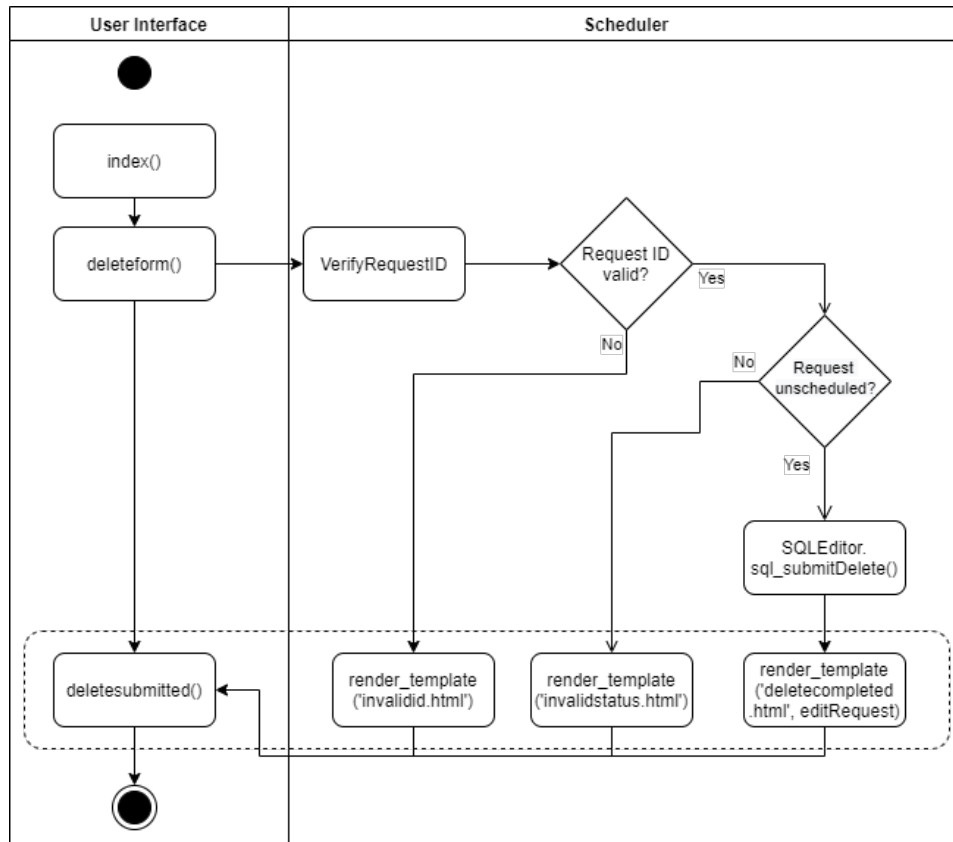 User Interface
Scheduler
index()
deleteform()
VerifyRequestID
Request ID
valid?
Yes
No
No
Request
unscheduled?
Yes
SQLEditor.
sql_submitDelete()
deletesubmitted()
render_template
('invalidid.html')
render_template
('invalidstatus.html')
render_template
('deletecompleted
.html', editRequest)